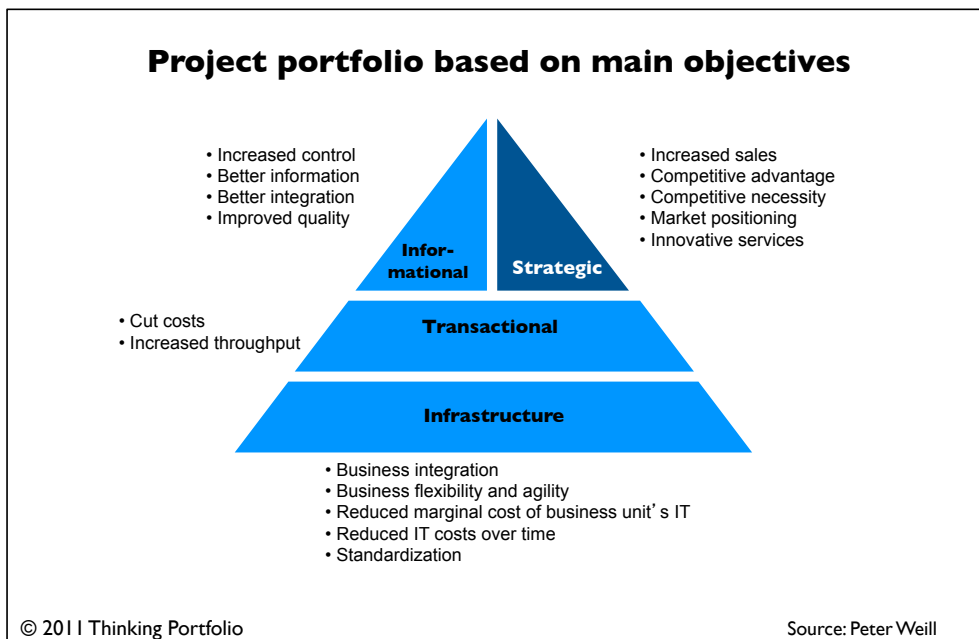 Project portfolio based on main objectives
• Increased control
• Better information
• Better integration
• Improved quality
• Increased sales
• Competitive advantage
• Competitive necessity
• Market positioning
• Innovative services
Infor-
mational
Strategic
• Cut costs
• Increased throughput
Transactional
Infrastructure
• Business integration
• Business flexibility and agility
• Reduced marginal cost of business unit's IT
• Reduced IT costs over time
• Standardization
© 2011 Thinking Portfolio
Source: Peter Weill